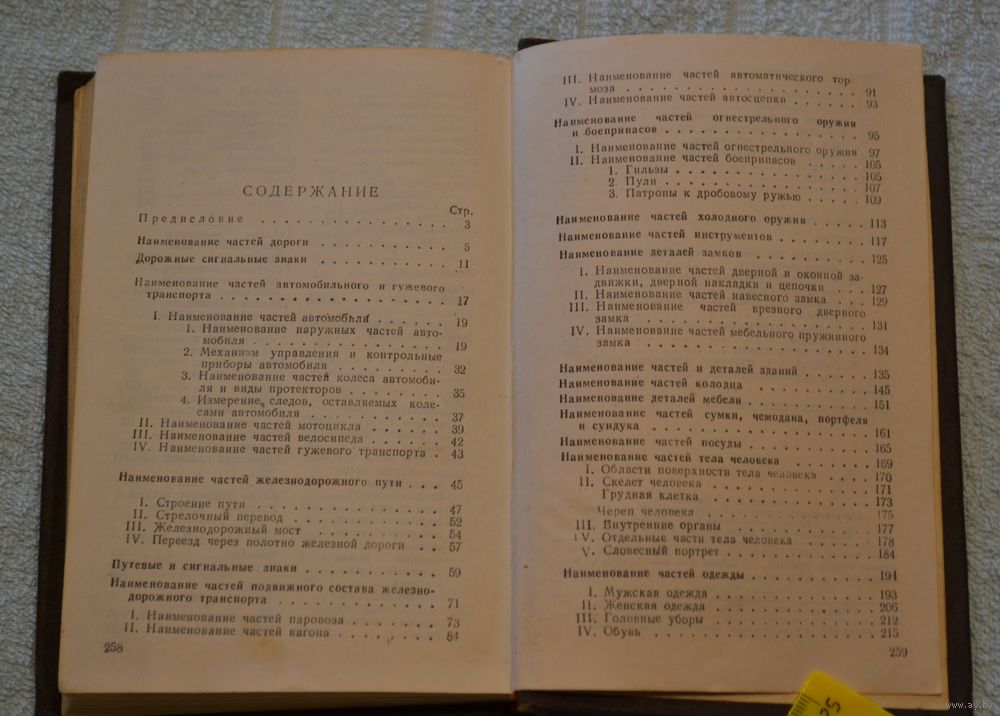 СОДЕРЖАНИЕ
Стр.
Предисловие . . . . . . . . . . . . . 3
Наименование частей дороги . . . . . . . . 5
Дорожные сигнальные знаки . . . . . . . . 11
Наименование частей автомобильного и гужевого
транспорта . . . . . . . . . . . . . . 17
I. Наименование частей автомобиля . . . . . . 19
1. Наименование наружных частей авто-
мобиля . . . . . . . . . . . . 19
2. Механизм управления и контрольные
приборы автомобиля . . . . . . . 32
3. Наименование частей колеса автомоби-
ля и виды протекторов . . . . . . 35
4. Измерение следов, оставляемых коле-
сами автомобиля . . . . . . . . 37
II. Наименование частей мотоцикла . . . . . 39
III. Наименование частей велосипеда . . . . . 42
IV. Наименование частей гужевого транспорта . 43
Наименование частей железнодорожного пути . . . 45
I. Строение пути . . . . . . . . . . . 47
II. Стрелочный перевод . . . . . . . . . 52
III. Железнодорожный мост . . . . . . . . 54
IV. Переезд через полотно железной дороги . . 57
Путевые и сигнальные знаки . . . . . . . . 59
Наименование частей подвижного состава железно-
дорожного транспорта . . . . . . . . . . 71
I. Наименование частей паровоза . . . . . . 73
II. Наименование частей вагона . . . . . . 84
258
III. Наименование частей автоматического тор-
моза . . . . . . . . . . . . . . 91
IV. Наименование частей автосцепки . . . . . 93
Наименование частей огнестрельного оружия
и боеприпасов . . . . . . . . . . . . . 95
I. Наименование частей огнестрельного оружия 97
II. Наименование частей боеприпасов . . . . . 105
1. Гильзы . . . . . . . . . . . . 105
2. Пули . . . . . . . . . . . . . 107
3. Патроны к дробовому ружью . . . . . 109
Наименование частей холодного оружия . . . . . 113
Наименование частей инструментов . . . . . . . 117
Наименование деталей замков . . . . . . . . 125
I. Наименование частей дверной и оконной за-
движки, дверной накладки и цепочки . . . 127
II. Наименование частей навесного замка . . . 129
III. Наименование частей врезного дверного
замка . . . . . . . . . . . . . . 131
IV. Наименование частей мебельного пружинного
замка . . . . . . . . . . . . . . 134
Наименование частей и деталей зданий . . . . . 135
Наименование частей колодца . . . . . . . . 145
Наименование деталей мебели . . . . . . . . 151
Наименование частей сумки, чемодана, портфеля
и сундука . . . . . . . . . . . . . . 161
Наименование частей посуды . . . . . . . . 165
Наименование частей тела человека . . . . . . 169
I. Области поверхности тела человека . . . . 170
II. Скелет человека . . . . . . . . . . 171
Грудная клетка . . . . . . . . . . 173
Череп человека . . . . . . . . . . 175
III. Внутренние органы . . . . . . . . . 177
IV. Отдельные части тела человека . . . . . 178
V. Словесный портрет . . . . . . . . . 184
Наименование частей одежды . . . . . . . . 191
I. Мужская одежда . . . . . . . . . . 193
II. Женская одежда . . . . . . . . . . 206
III. Головные уборы . . . . . . . . . . 212
IV. Обувь . . . . . . . . . . . . . 215
259
www.ay.by